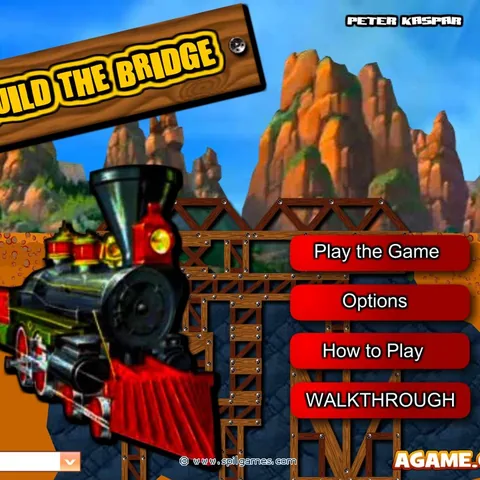 PETER KASPAR
UILD THE BRIDGE
Play the Game
Options
How to Play
WALKTHROUGH
© www.spilgames.com
AGAME.C